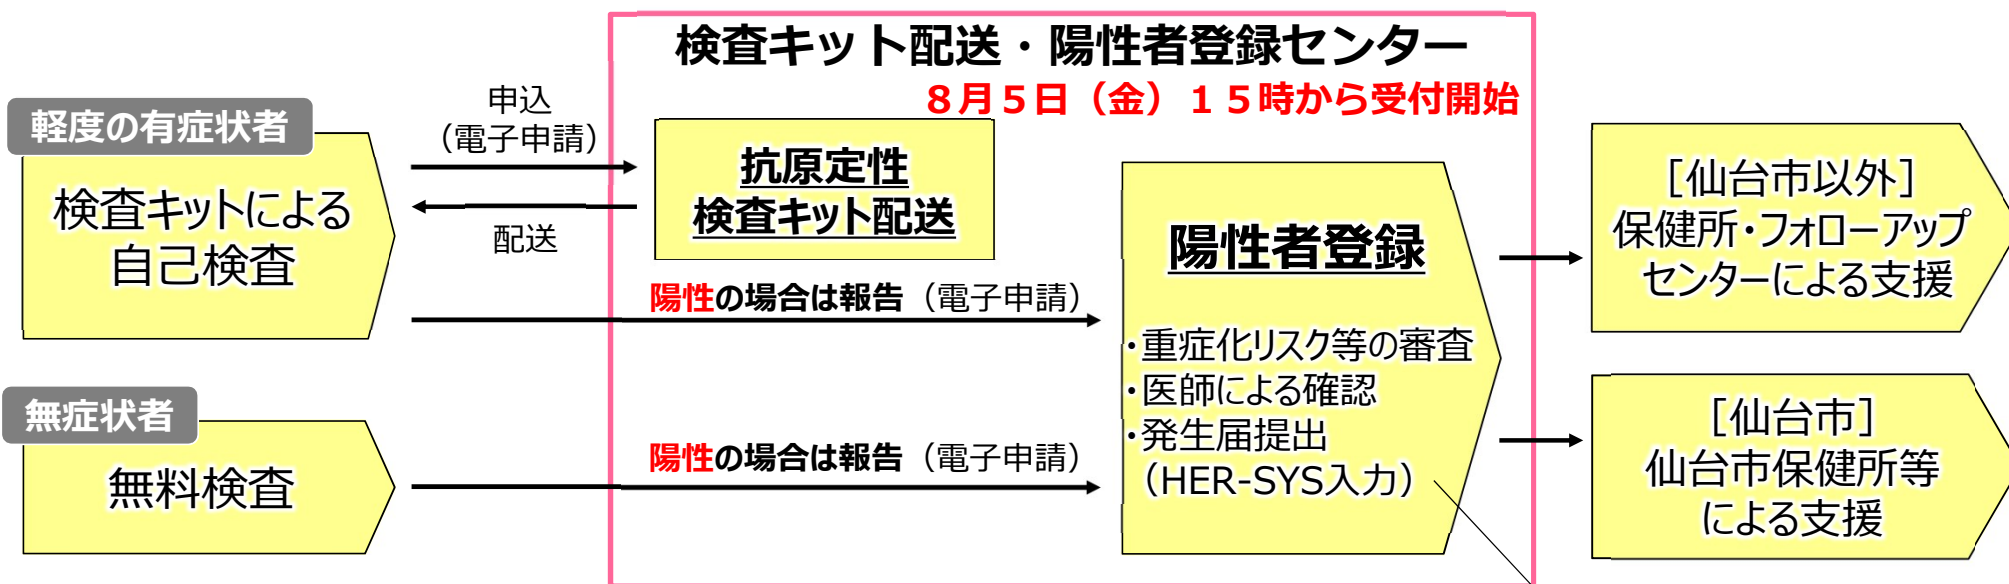 検査キット配送・陽性者登録センター
8月5日（金）15時から受付開始
軽度の有症状者
検査キットによる
自己検査
申込
（電子申請）
配送
抗原定性
検査キット配送
陽性の場合は報告（電子申請）
無症状者
無料検査
陽性の場合は報告（電子申請）
陽性者登録
・重症化リスク等の審査
・医師による確認
・発生届提出
（HER-SYS入力）
［仙台市以外］
保健所・フォローアップ
センターによる支援
［仙台市］
仙台市保健所等
による支援